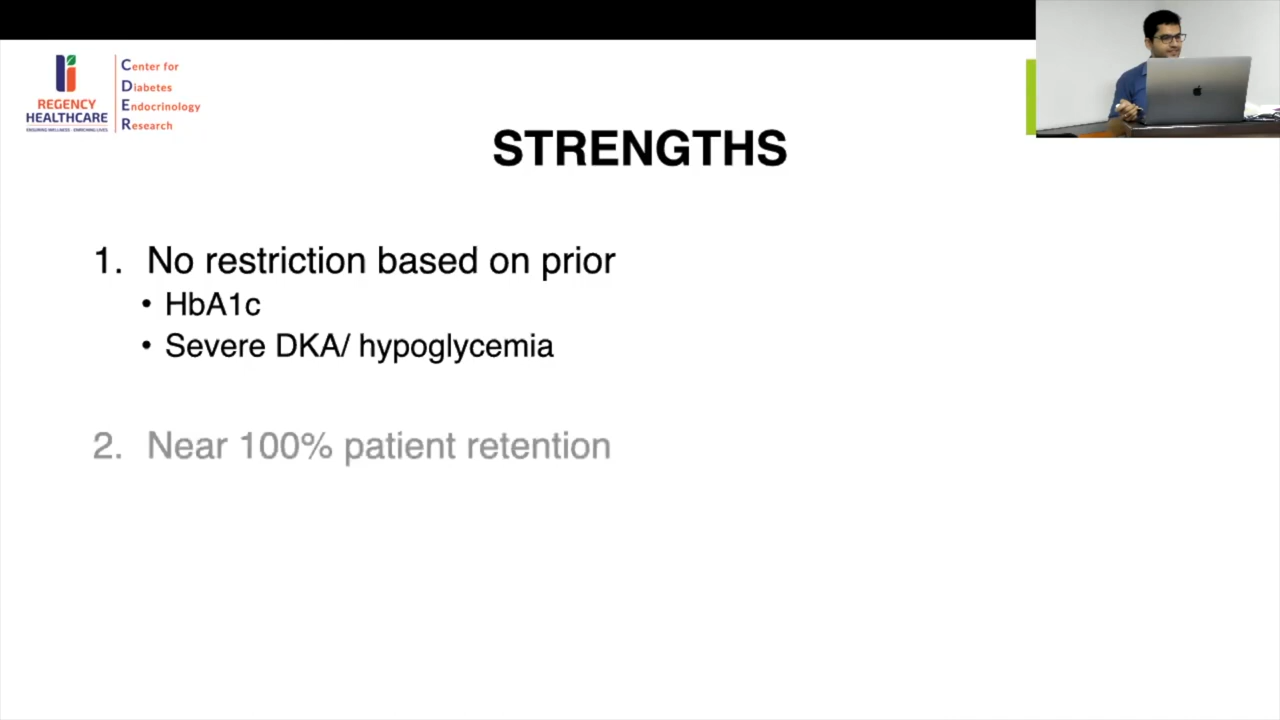 REGENCY
HEALTHCARE
Center for
Diabetes
Endocrinology
Research
STRENGTHS
1. No restriction based on prior
• HbA1c
• Severe DKA/ hypoglycemia
2. Near 100% patient retention